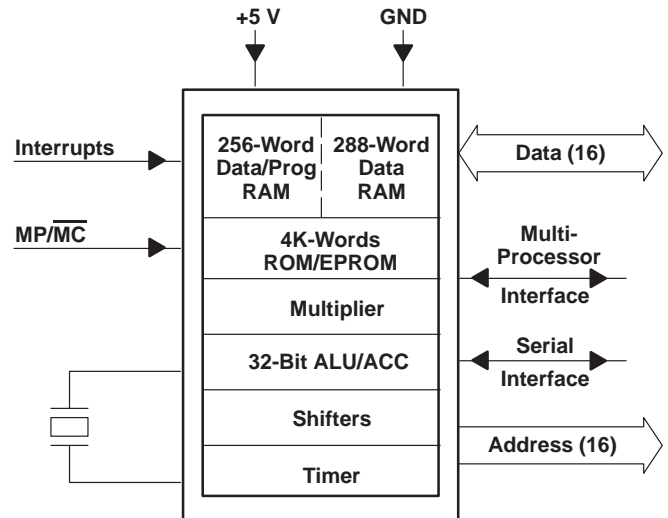 +5 V
GND
Interrupts
MP/M̅C̅
256-Word
Data/Prog
RAM
288-Word
Data
RAM
4K-Words
ROM/EPROM
Multiplier
32-Bit ALU/ACC
Shifters
Timer
Data (16)
Multi-
Processor
Interface
Serial
Interface
Address (16)